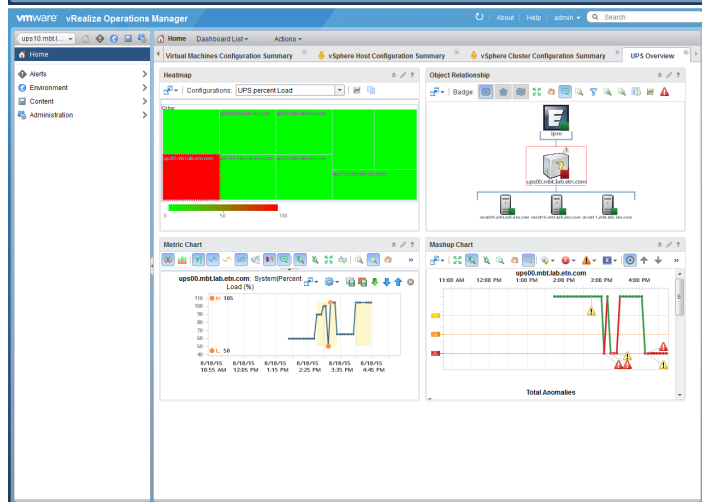 vmware vRealize Operations Manager
About Help admin Search
ups10.mbt.l...
Home
Alerts
Environment
Content
Administration
Home Dashboard List Actions
Virtual Machines Configuration Summary vSphere Host Configuration Summary vSphere Cluster Configuration Summary UPS Overview
Heatmap
Configurations: UPS percent Load
Other
ups00.mbt.lab.etn.com
0 50 100
Object Relationship
Badge:
ipm
ups00.mbt.lab.etn.com
Metric Chart
ups00.mbt.lab.etn.com: System|Percent
Load (%)
110
100
90
80
70
60
50
40
H: 105
L: 50
8/18/15 8/18/15 8/18/15 8/18/15 8/18/15 8/18/15
10:55 AM 12:05 PM 1:15 PM 2:25 PM 3:35 PM 4:45 PM
Mashup Chart
ups00.mbt.lab.etn.com
11:00 AM 12:00 PM 1:00 PM 2:00 PM 3:00 PM 4:00 PM
Total Anomalies